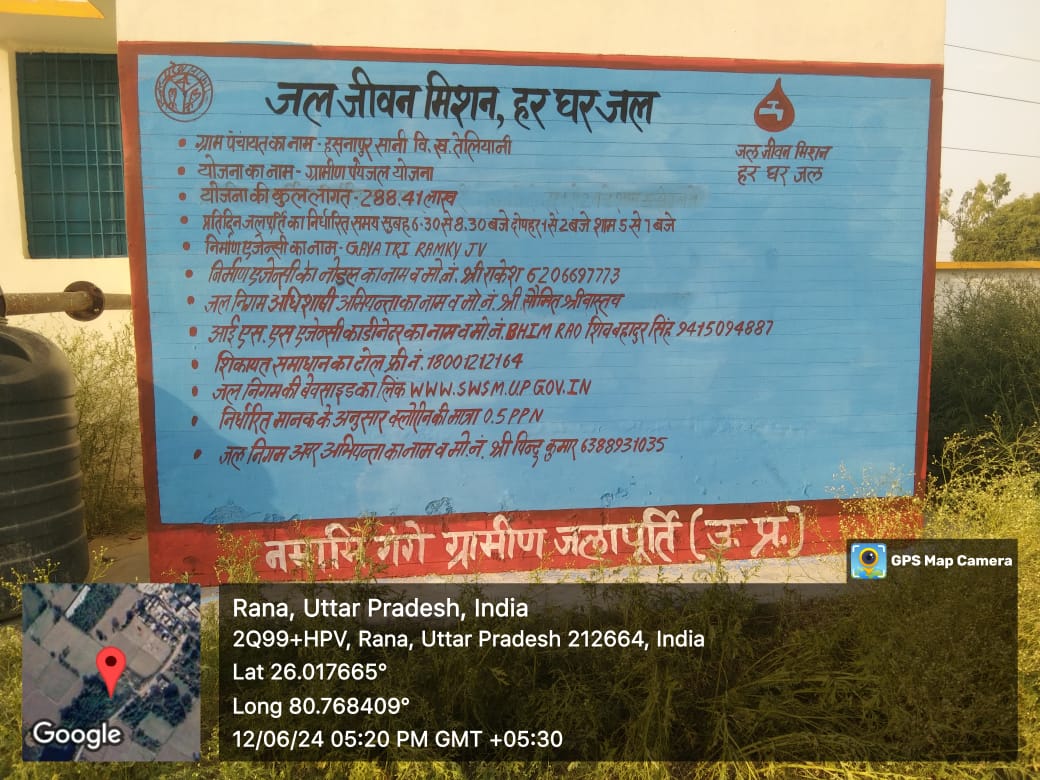 जल जीवन मिशन, हर घर जल
जल जीवन मिशन
हर घर जल
• ग्राम पंचायत का नाम - हसनापुर सानी वि. ख. तेलियानी
• योजना का नाम - ग्रामीण पेयजल योजना
• योजना की कुल लागत - 288.41 लाख
• प्रतिदिन जलपूर्ति का निर्धारित समय सुबह 6:30 से 8.30 बजे दोपहर 1 से 2 बजे शाम 5 से 7 बजे
• निर्माण एजेन्सी का नाम - GAYATRI RAMKY JV
• निर्माण एजेन्सी के नोडल का नाम व मो. नं. श्री राकेश 6206697773
• जल निगम अधिशाषी अभियन्ता का नाम व मो. नं. श्री सौमित श्रीवास्तव
• आई. एस. एस एजेन्सी काडीनेटर का नाम व मो. नं. BHIM RAO शिव बहादुर सिंह 9415094887
• शिकायत समाधान का टोल फ्री नं. 18001212164
• जल निगम की बेवसाइड का लिंक WWW.SWSM.UP.GOV.IN
• निर्धारित मानक के अनुसार क्लोरिन की मात्रा 0.5 PPN
• जल निगम अवर अभियन्ता का नाम व मो. नं. श्री पिन्टु कुमार 6388931035
नमामि गंगे ग्रामीण जलापूर्ति (उ. प्र.)
GPS Map Camera
Rana, Uttar Pradesh, India
2Q99+HPV, Rana, Uttar Pradesh 212664, India
Lat 26.017665°
Long 80.768409°
12/06/24 05:20 PM GMT +05:30
Google